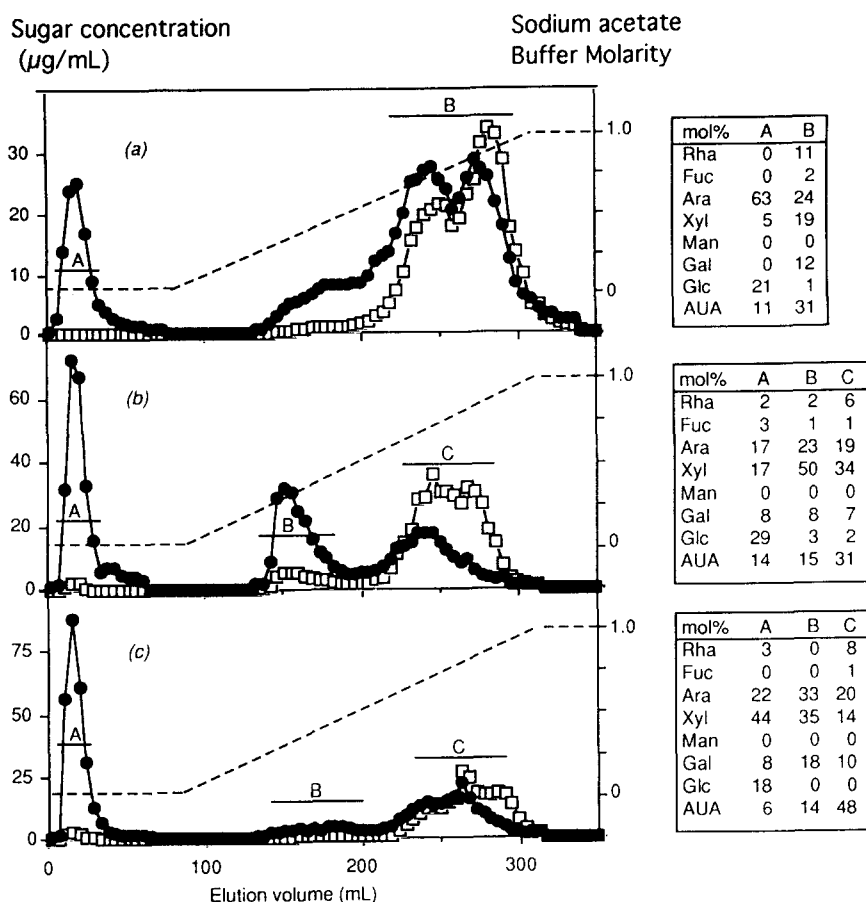 Sugar concentration
(µg/mL)
Sodium acetate
Buffer Molarity
(a)
B
A
30
20
10
0
1.0
0
mol% A B
Rha 0 11
Fuc 0 2
Ara 63 24
Xyl 5 19
Man 0 0
Gal 0 12
Glc 21 1
AUA 11 31
(b)
A
B
C
60
40
20
0
1.0
0
mol% A B C
Rha 2 2 6
Fuc 3 1 1
Ara 17 23 19
Xyl 17 50 34
Man 0 0 0
Gal 8 8 7
Glc 29 3 2
AUA 14 15 31
(c)
A
B
C
75
50
25
0
1.0
0
mol% A B C
Rha 3 0 8
Fuc 0 0 1
Ara 22 33 20
Xyl 44 35 14
Man 0 0 0
Gal 8 18 10
Glc 18 0 0
AUA 6 14 48
0 100 200 300
Elution volume (mL)